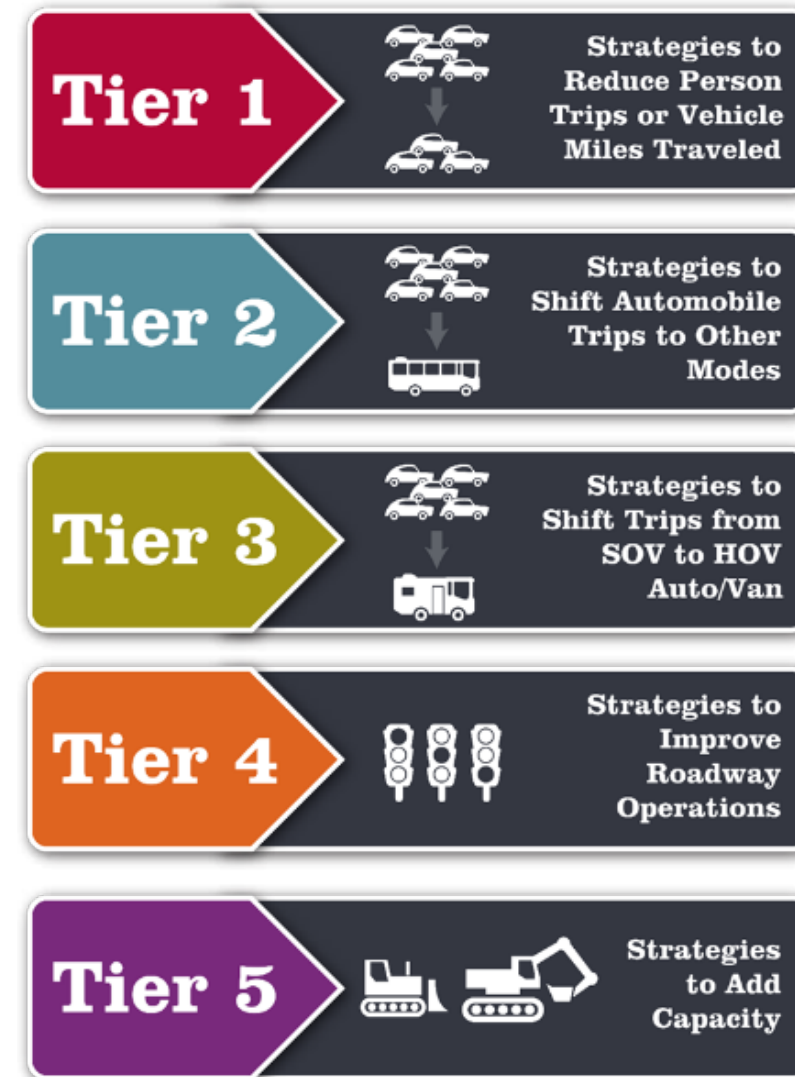 Tier 1
Strategies to
Reduce Person
Trips or Vehicle
Miles Traveled
Tier 2
Strategies to
Shift Automobile
Trips to Other
Modes
Tier 3
Strategies to
Shift Trips from
SOV to HOV
Auto/Van
Tier 4
Strategies to
Improve
Roadway
Operations
Tier 5
Strategies
to Add
Capacity